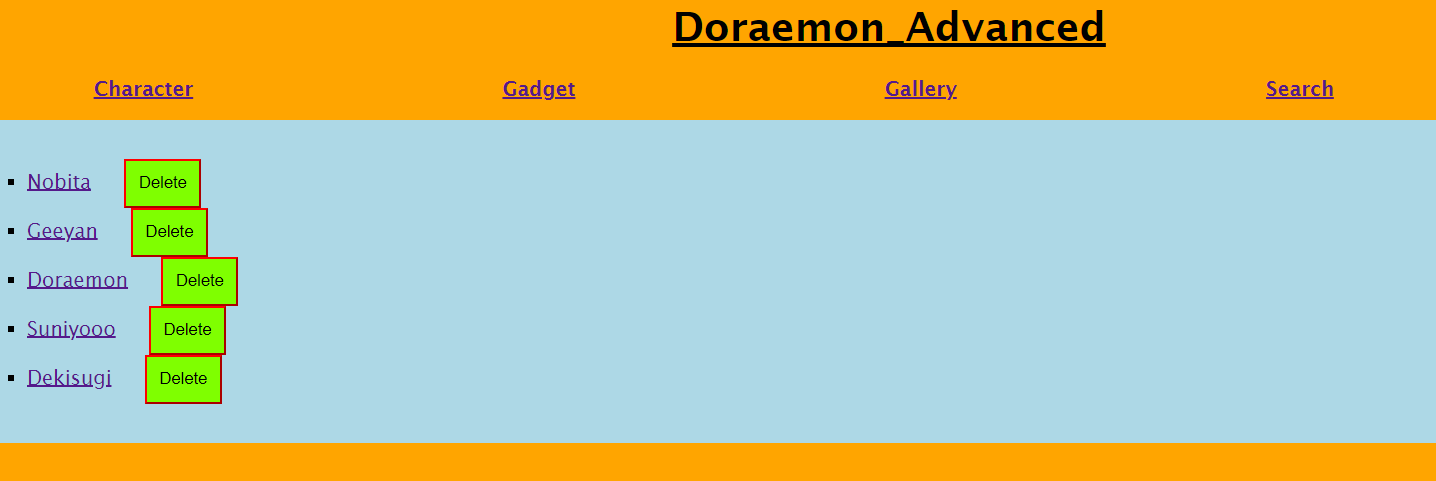 Doraemon_Advanced
Character Gadget Gallery Search
Nobita Delete
Geeyan Delete
Doraemon Delete
Suniyooo Delete
Dekisugi Delete